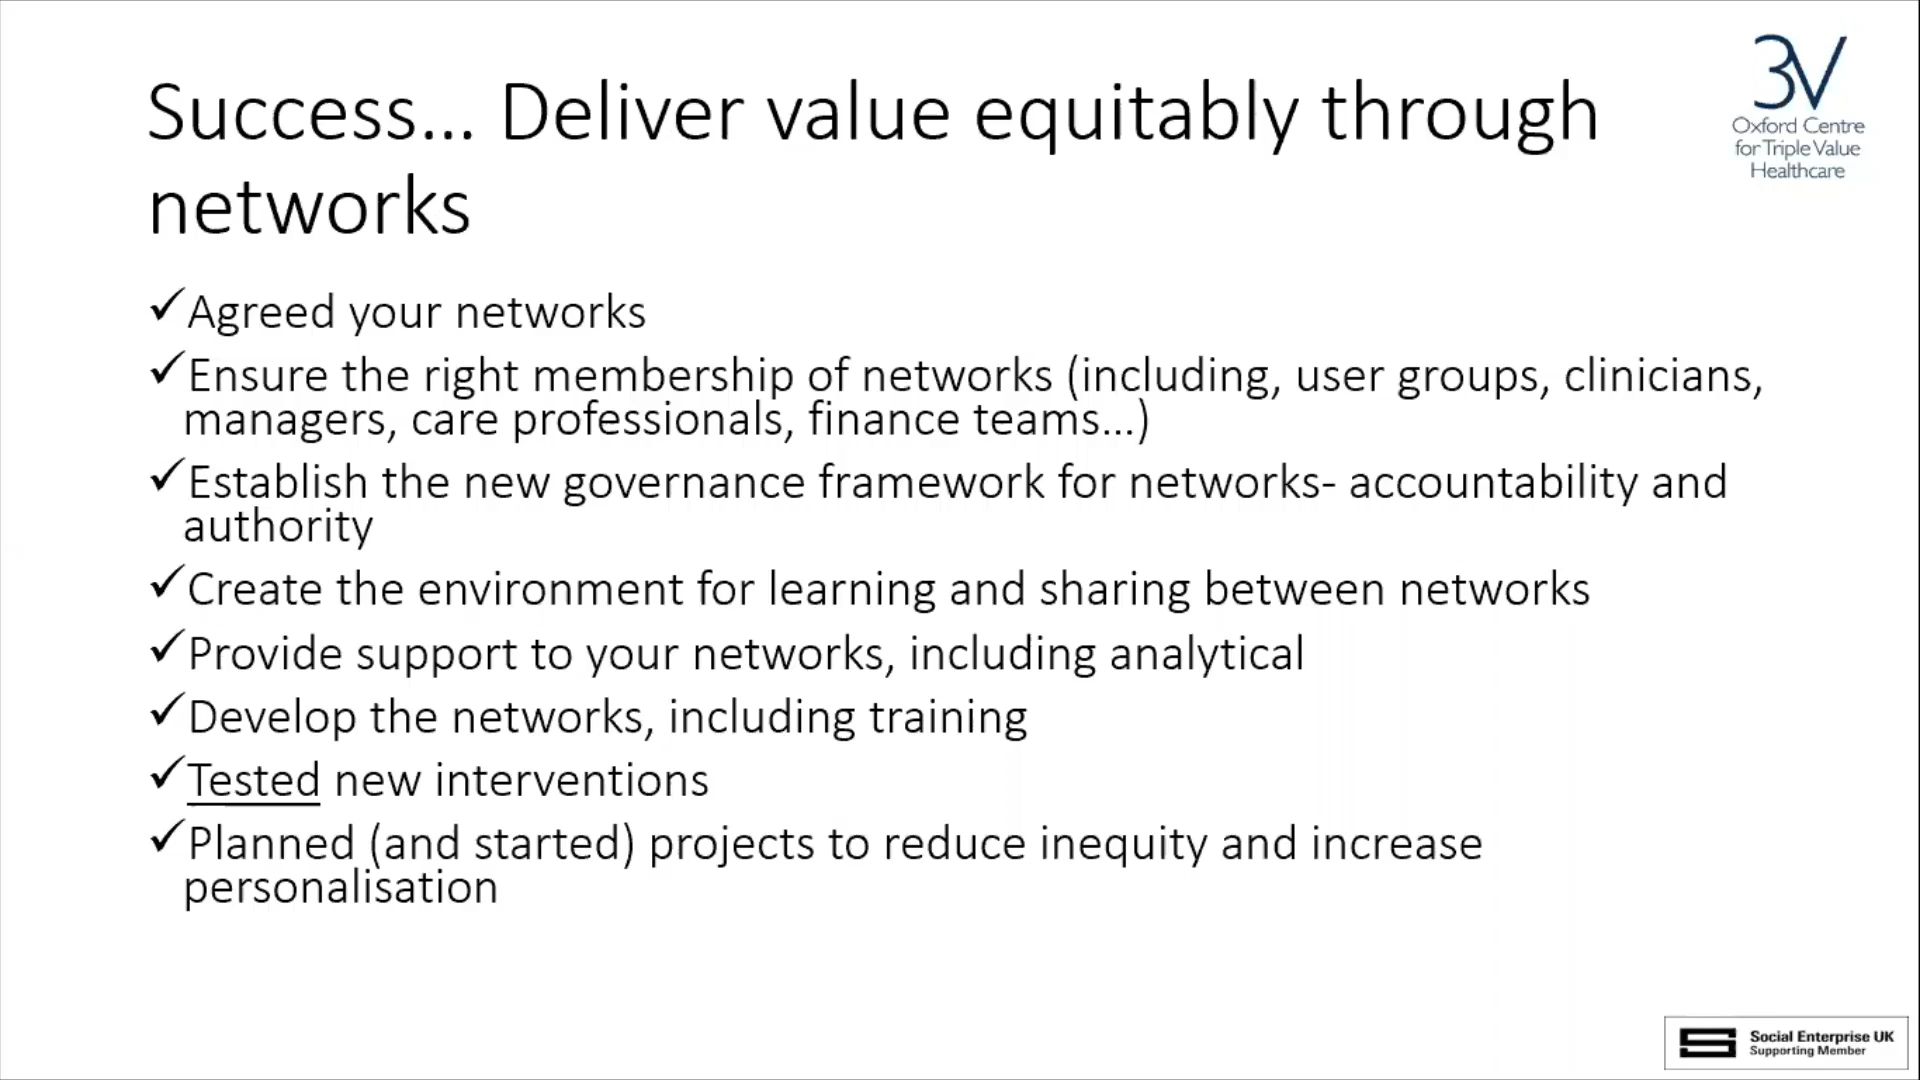 Success... Deliver value equitably through
networks
3V
Oxford Centre
for Triple Value
Healthcare
✓Agreed your networks
✓Ensure the right membership of networks (including, user groups, clinicians,
managers, care professionals, finance teams...)
✓Establish the new governance framework for networks- accountability and
authority
✓Create the environment for learning and sharing between networks
✓Provide support to your networks, including analytical
✓Develop the networks, including training
✓Tested new interventions
✓Planned (and started) projects to reduce inequity and increase
personalisation
Social Enterprise UK
Supporting Member